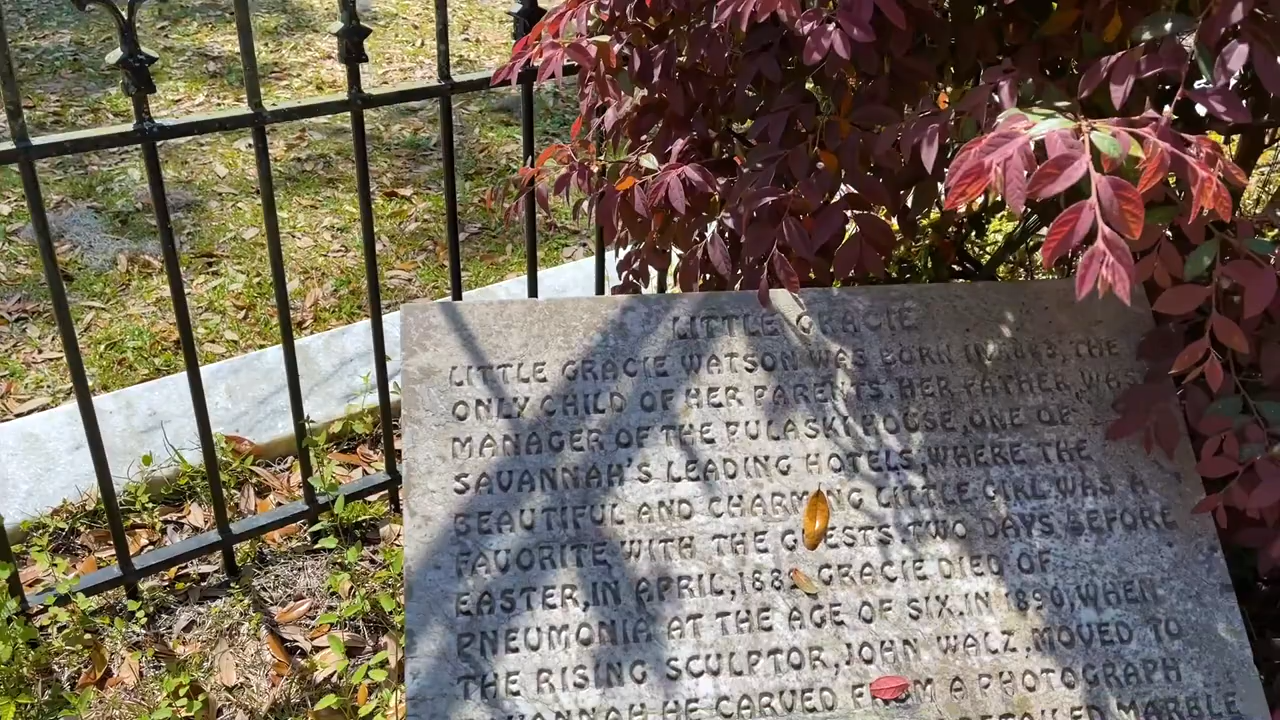 LITTLE GRACIE
LITTLE GRACIE WATSON WAS BORN IN 1883, THE
ONLY CHILD OF HER PARENTS. HER FATHER WAS
MANAGER OF THE PULASKI HOUSE, ONE OF
SAVANNAH'S LEADING HOTELS, WHERE THE
BEAUTIFUL AND CHARMING LITTLE GIRL WAS A
FAVORITE WITH THE GUESTS. TWO DAYS BEFORE
EASTER, IN APRIL, GRACIE DIED OF
PNEUMONIA AT THE AGE OF SIX. IN 1890, WHEN
THE RISING SCULPTOR, JOHN WALZ, MOVED TO
SAVANNAH HE CARVED FROM A PHOTOGRAPH
DETAILED MARBLE